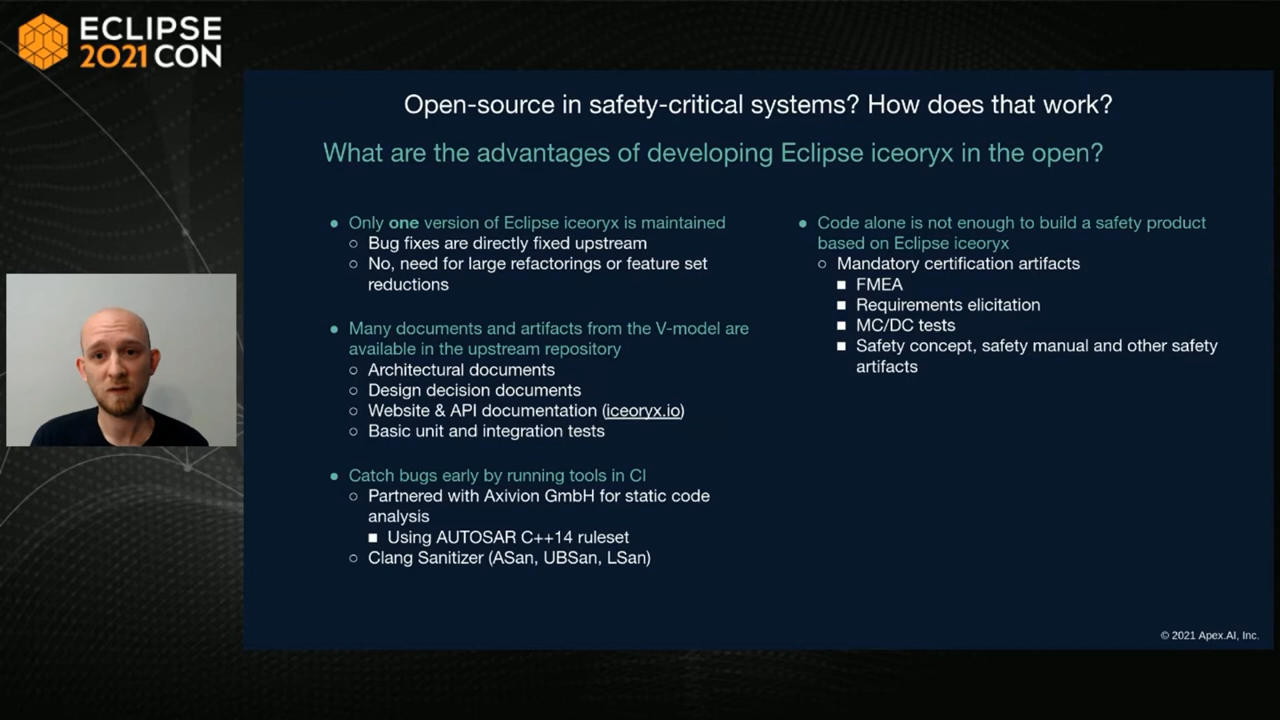 ECLIPSE
2021 CON
Open-source in safety-critical systems? How does that work?
What are the advantages of developing Eclipse iceoryx in the open?
● Only one version of Eclipse iceoryx is maintained
○ Bug fixes are directly fixed upstream
○ No, need for large refactorings or feature set
reductions
● Many documents and artifacts from the V-model are
available in the upstream repository
○ Architectural documents
○ Design decision documents
○ Website & API documentation (iceoryx.io)
○ Basic unit and integration tests
● Catch bugs early by running tools in CI
○ Partnered with Axivion GmbH for static code
analysis
■ Using AUTOSAR C++14 ruleset
○ Clang Sanitizer (ASan, UBSan, LSan)
● Code alone is not enough to build a safety product
based on Eclipse iceoryx
○ Mandatory certification artifacts
■ FMEA
■ Requirements elicitation
■ MC/DC tests
■ Safety concept, safety manual and other safety
artifacts
© 2021 Apex.AI, Inc.